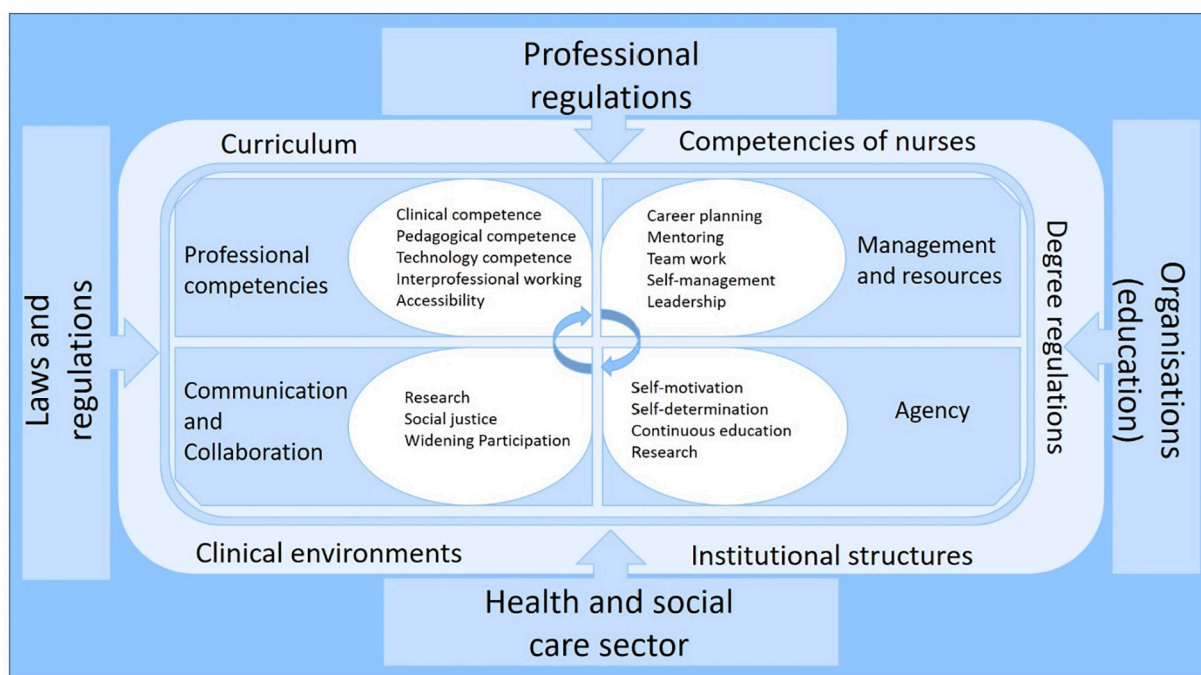 Professional
regulations
Curriculum
Competencies of nurses
Laws and
regulations
Professional
competencies
Clinical competence
Pedagogical competence
Technology competence
Interprofessional working
Accessibility
Career planning
Mentoring
Team work
Self-management
Leadership
Management
and resources
Degree regulations
Organisations
(education)
Communication
and
Collaboration
Research
Social justice
Widening Participation
Self-motivation
Self-determination
Continuous education
Research
Agency
Clinical environments
Institutional structures
Health and social
care sector